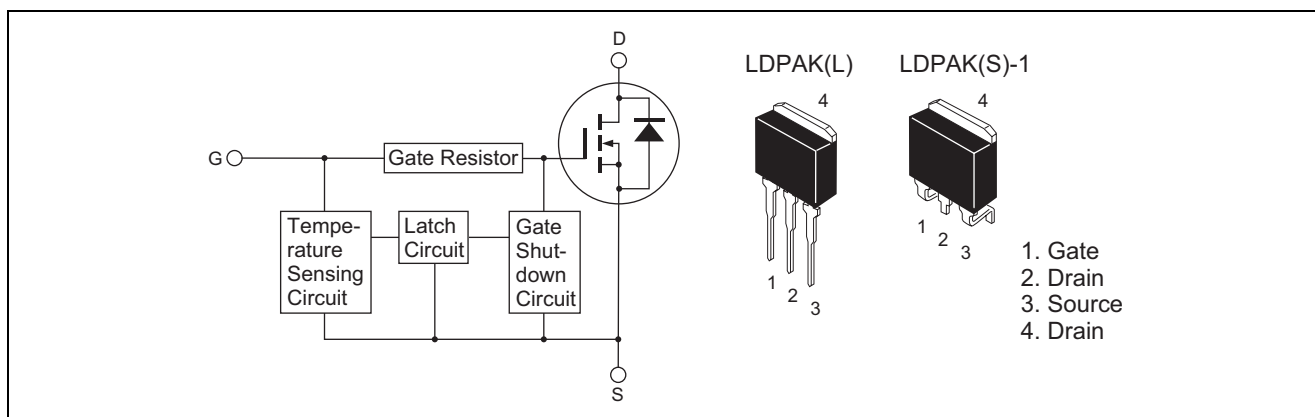 D
G
Gate Resistor
Tempe-
rature
Sensing
Circuit
Latch
Circuit
Gate
Shut-
down
Circuit
S
LDPAK(L)
4
1
2
3
LDPAK(S)-1
4
1
2
3
1. Gate
2. Drain
3. Source
4. Drain